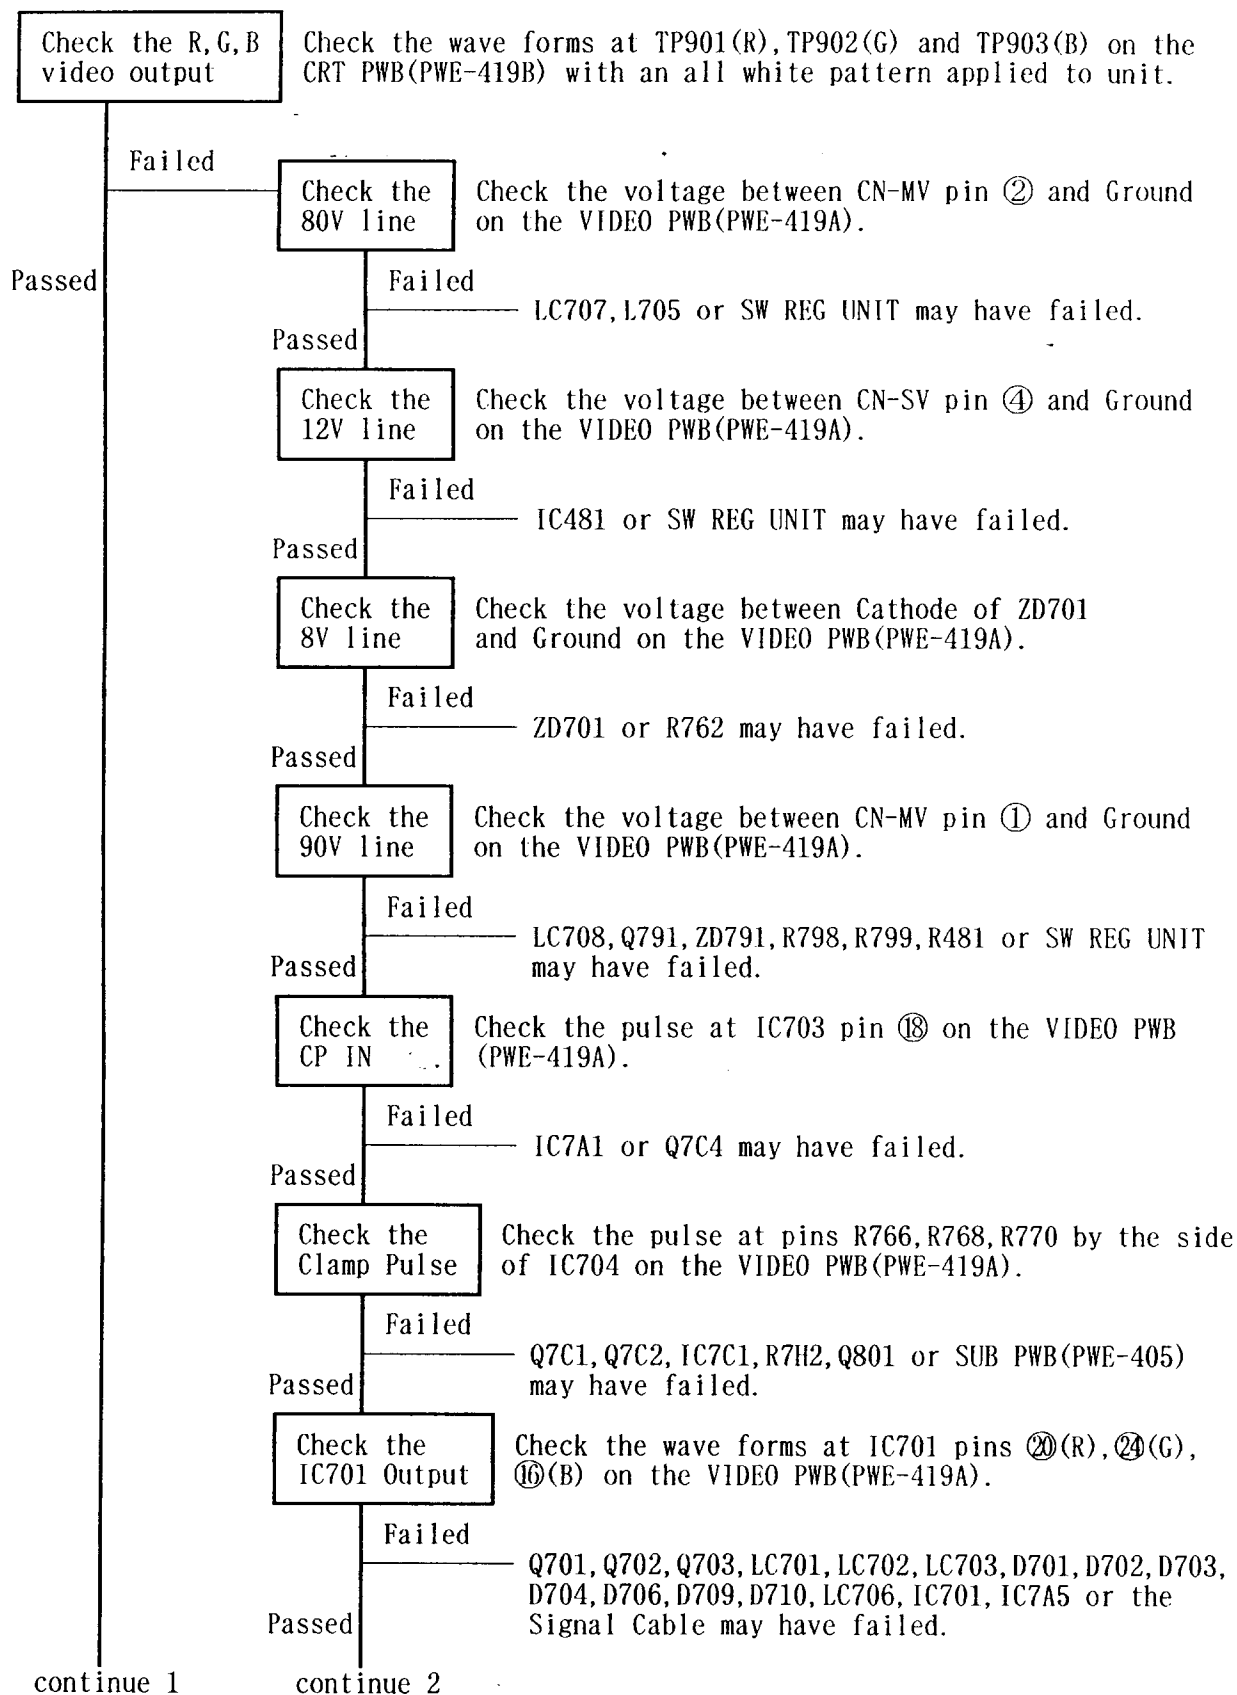 Check the R,G,B
video output
Check the wave forms at TP901(R),TP902(G) and TP903(B) on the
CRT PWB(PWE-419B) with an all white pattern applied to unit.
Failed
Check the
80V line
Check the voltage between CN-MV pin ② and Ground
on the VIDEO PWB(PWE-419A).
Passed
Failed
LC707,L705 or SW REG UNIT may have failed.
Passed
Check the
12V line
Check the voltage between CN-SV pin ④ and Ground
on the VIDEO PWB(PWE-419A).
Failed
IC481 or SW REG UNIT may have failed.
Passed
Check the
8V line
Check the voltage between Cathode of ZD701
and Ground on the VIDEO PWB(PWE-419A).
Failed
ZD701 or R762 may have failed.
Passed
Check the
90V line
Check the voltage between CN-MV pin ① and Ground
on the VIDEO PWB(PWE-419A).
Failed
LC708,Q791,ZD791,R798,R799,R481 or SW REG UNIT
may have failed.
Passed
Check the
CP IN
Check the pulse at IC703 pin ⑱ on the VIDEO PWB
(PWE-419A).
Failed
IC7A1 or Q7C4 may have failed.
Passed
Check the
Clamp Pulse
Check the pulse at pins R766,R768,R770 by the side
of IC704 on the VIDEO PWB(PWE-419A).
Failed
Q7C1,Q7C2,IC7C1,R7H2,Q801 or SUB PWB(PWE-405)
may have failed.
Passed
Check the
IC701 Output
Check the wave forms at IC701 pins ⑳(R),㉔(G),
⑯(B) on the VIDEO PWB(PWE-419A).
Failed
Q701,Q702,Q703,LC701,LC702,LC703,D701,D702,D703,
D704,D706,D709,D710,LC706,IC701,IC7A5 or the
Signal Cable may have failed.
Passed
continue 1
continue 2